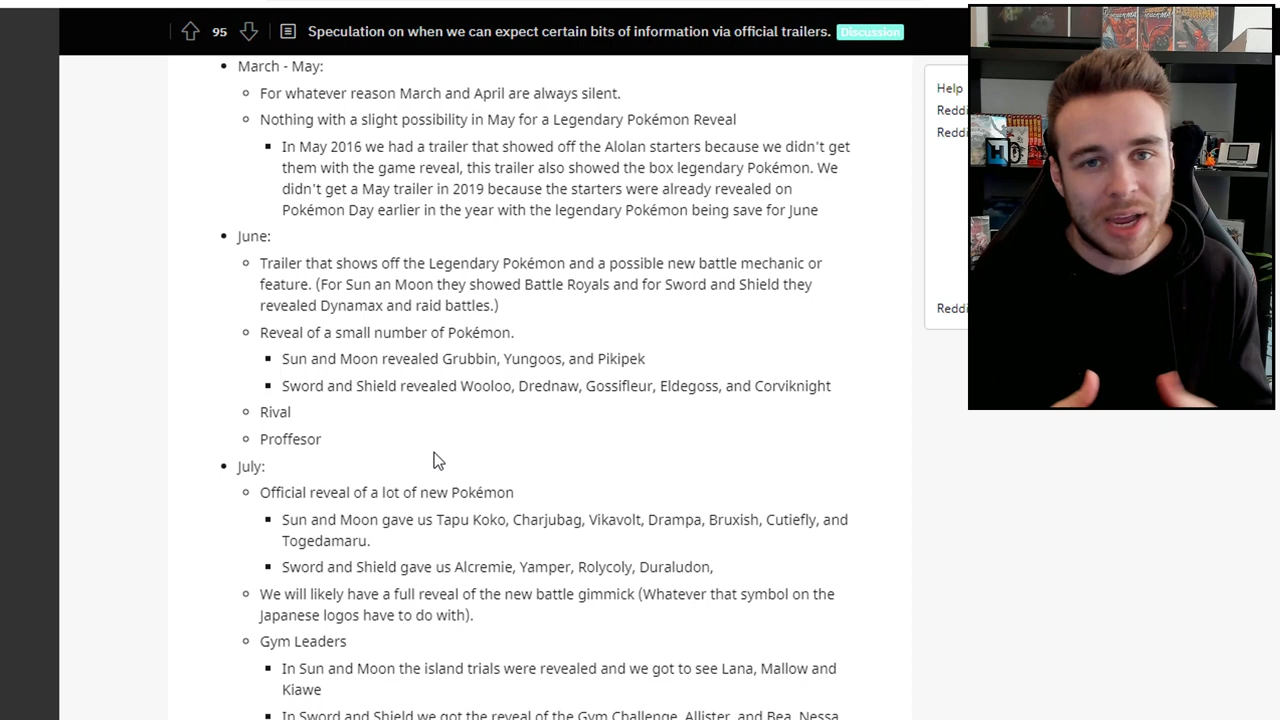 95
Speculation on when we can expect certain bits of information via official trailers.
Discussion
March - May:
For whatever reason March and April are always silent.
Nothing with a slight possibility in May for a Legendary Pokémon Reveal
In May 2016 we had a trailer that showed off the Alolan starters because we didn't get
them with the game reveal, this trailer also showed the box legendary Pokémon. We
didn't get a May trailer in 2019 because the starters were already revealed on
Pokémon Day earlier in the year with the legendary Pokémon being save for June
June:
Trailer that shows off the Legendary Pokémon and a possible new battle mechanic or
feature. (For Sun an Moon they showed Battle Royals and for Sword and Shield they
revealed Dynamax and raid battles.)
Reveal of a small number of Pokémon.
Sun and Moon revealed Grubbin, Yungoos, and Pikipek
Sword and Shield revealed Wooloo, Drednaw, Gossifleur, Eldegoss, and Corviknight
Rival
Proffesor
July:
Official reveal of a lot of new Pokémon
Sun and Moon gave us Tapu Koko, Charjubag, Vikavolt, Drampa, Bruxish, Cutiefly, and
Togedamaru.
Sword and Shield gave us Alcremie, Yamper, Rolycoly, Duraludon,
We will likely have a full reveal of the new battle gimmick (Whatever that symbol on the
Japanese logos have to do with).
Gym Leaders
In Sun and Moon the island trials were revealed and we got to see Lana, Mallow and
Kiawe
In Sword and Shield we got the reveal of the Gym Challenge, Allister, and Bea, Nessa
Help
Reddi
Reddi
Reddi